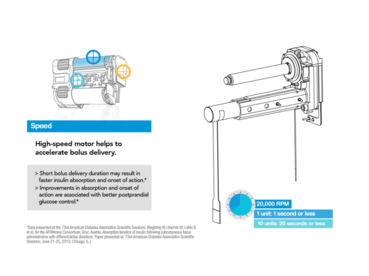 Speed
High-speed motor helps to
accelerate bolus delivery.
> Short bolus delivery duration may result in
faster insulin absorption and onset of action.*
> Improvements in absorption and onset of
action are associated with better postprandial
glucose control.*
20,000 RPM
1 unit: 1 second or less
10 units: 20 seconds or less
*Data presented at the 73rd American Diabetes Association Scientific Sessions.
et al, for the AP@home Consortium, Graz, Austria. Absorption kinetics of insulin following subcutaneous bolus
administration with different bolus durations. Paper presented at: 73rd American Diabetes Association Scientific
Sessions, June 21-25, 2013; Chicago, IL.)